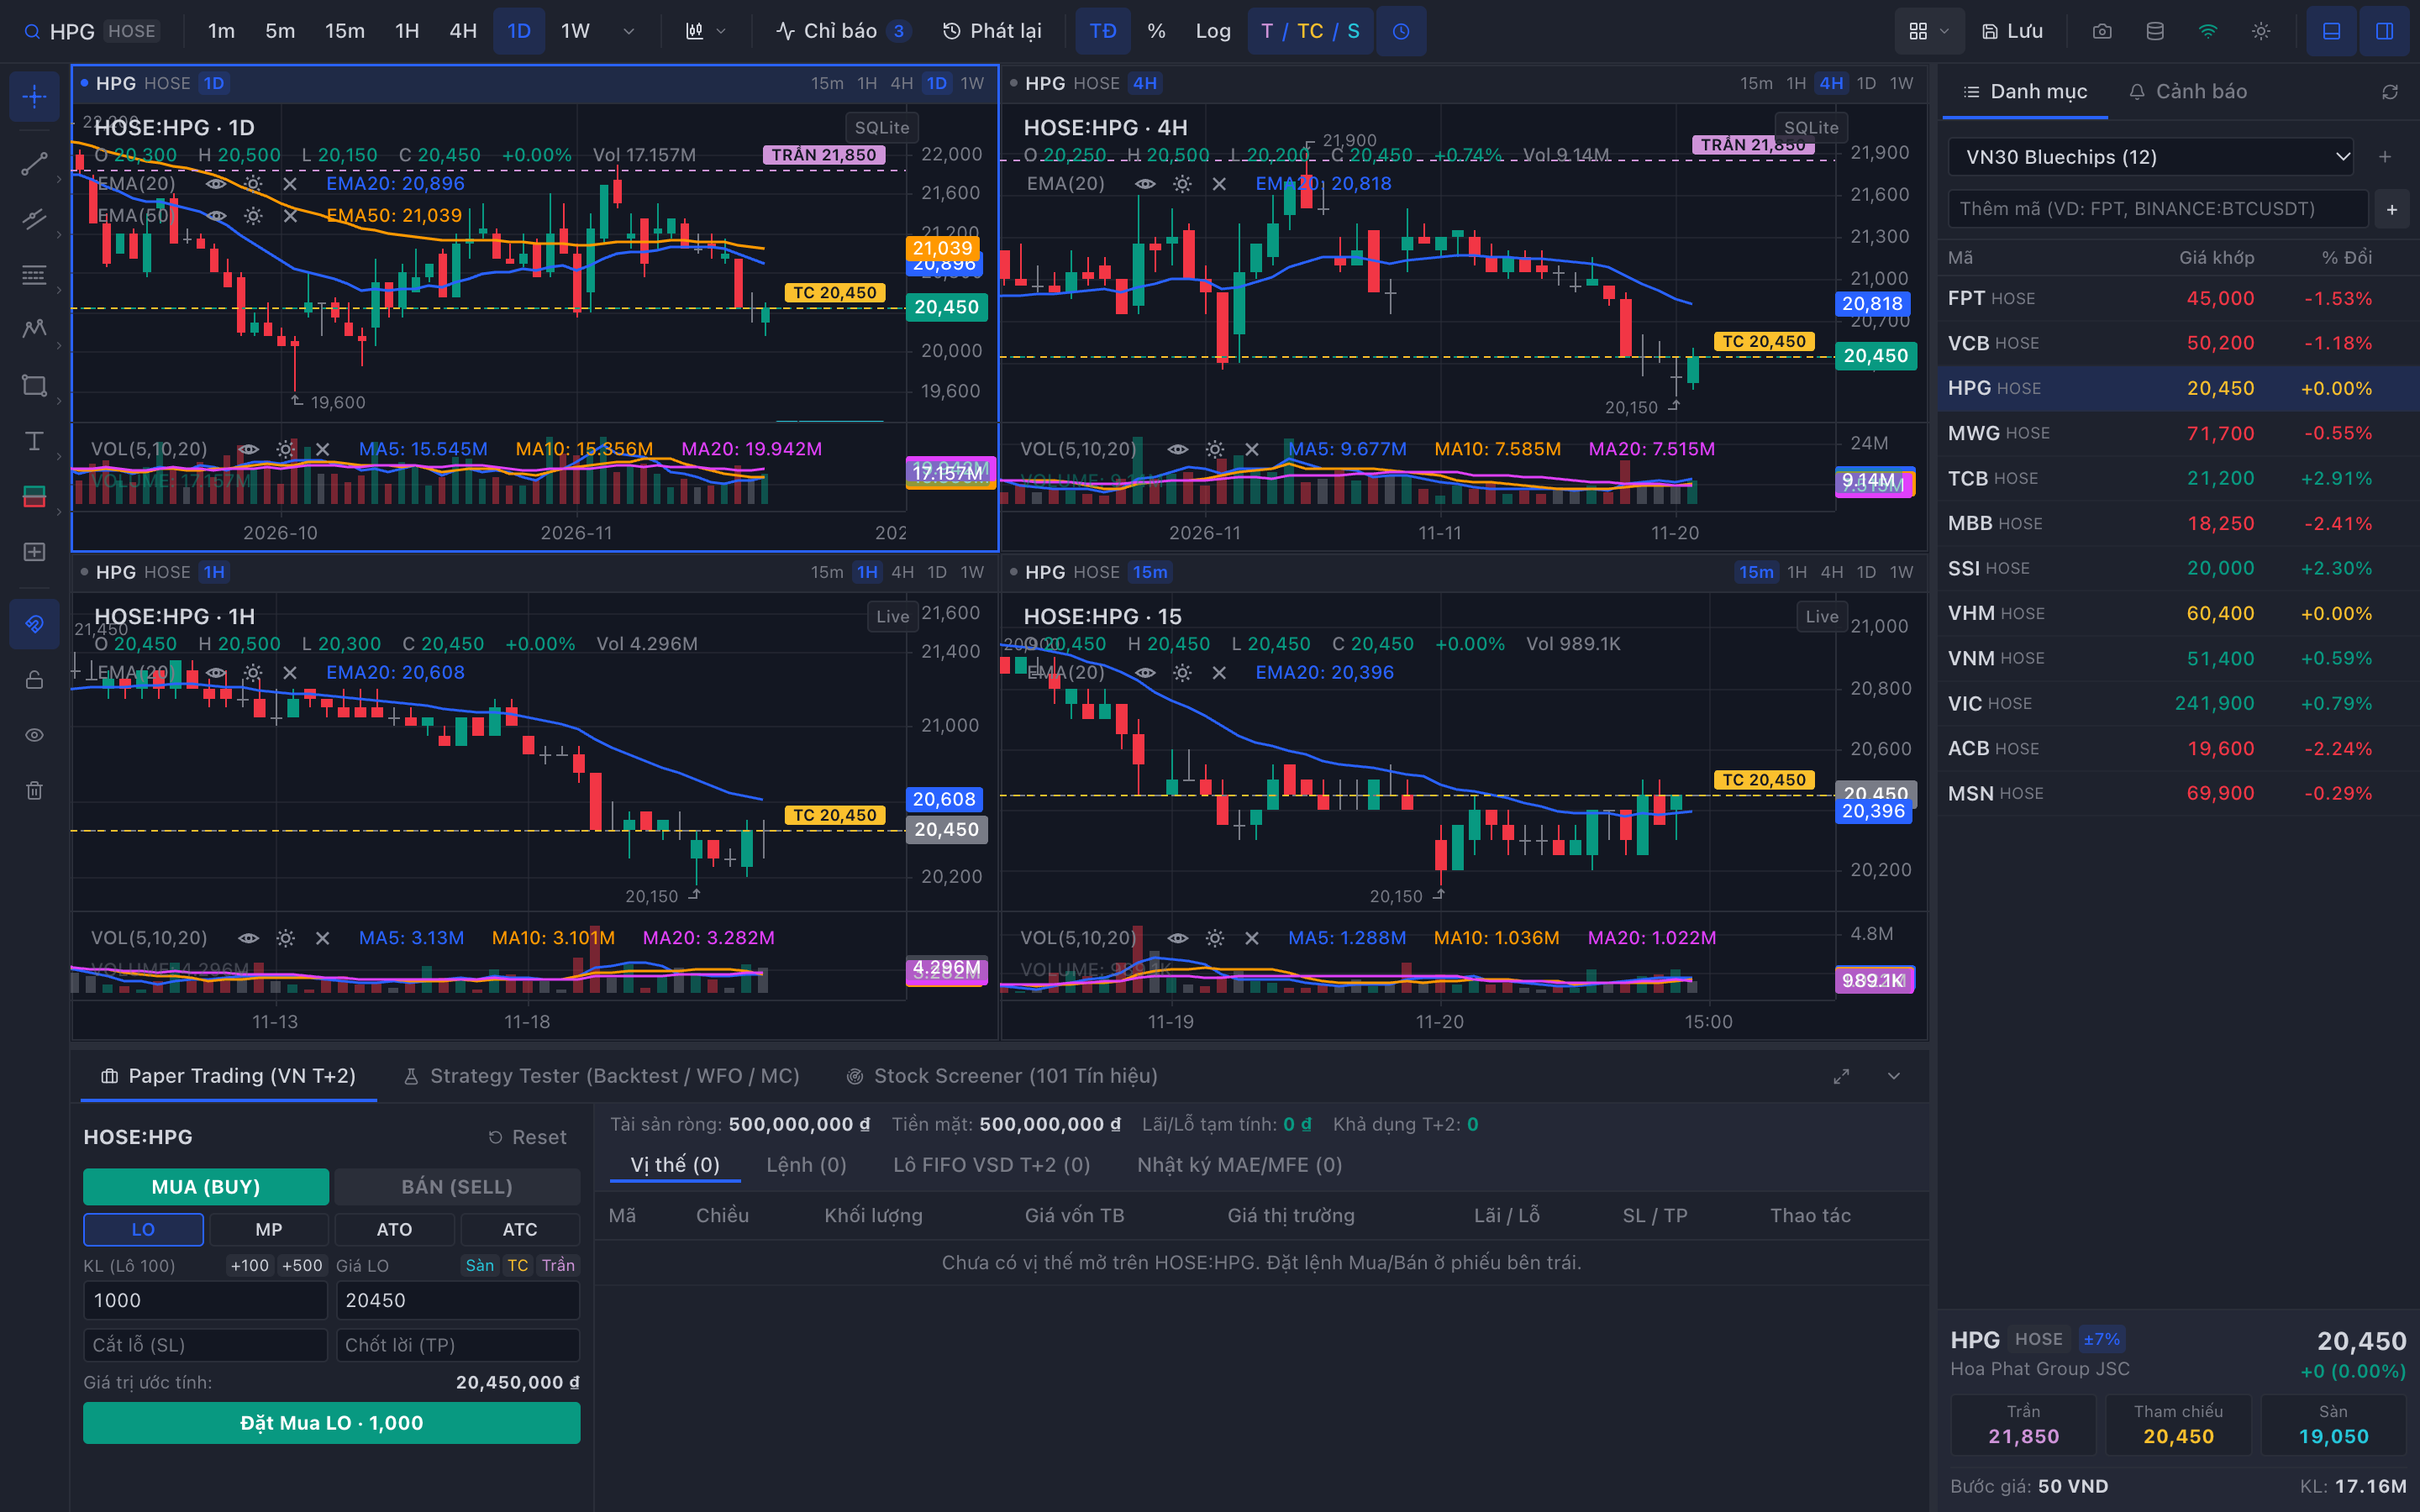 HPG HOSE 1m 5m 15m 1H 4H 1D 1W Chỉ báo 3 Phát lại TĐ % Log T / TC / S Lưu
HPG HOSE 1D 15m 1H 4H 1D 1W
HOSE:HPG · 1D SQLite
O 20,300 H 20,500 L 20,150 C 20,450 +0.00% Vol 17.157M
EMA(20) EMA20: 20,896
EMA(50) EMA50: 21,039
22,200
TRẦN 21,850
TC 20,450
19,600
22,000
21,600
21,200
21,039
20,896
20,450
20,000
19,600
VOL(5,10,20) MA5: 15.545M MA10: 15.356M MA20: 19.942M
VOLUME: 17.157M
17.157M
2026-10 2026-11 202
HPG HOSE 4H 15m 1H 4H 1D 1W
HOSE:HPG · 4H SQLite
O 20,250 H 20,500 L 20,200 C 20,450 +0.74% Vol 9.14M
EMA(20) EMA20: 20,818
21,900
TRẦN 21,850
TC 20,450
20,150
21,900
21,600
21,300
21,000
20,818
20,700
20,450
VOL(5,10,20) MA5: 9.677M MA10: 7.585M MA20: 7.515M
24M
9.14M
2026-11 11-11 11-20
HPG HOSE 1H 15m 1H 4H 1D 1W
HOSE:HPG · 1H Live
21,450
O 20,450 H 20,500 L 20,300 C 20,450 +0.00% Vol 4.296M
EMA(20) EMA20: 20,608
TC 20,450
20,150
21,600
21,400
21,000
20,608
20,450
20,200
VOL(5,10,20) MA5: 3.13M MA10: 3.101M MA20: 3.282M
VOLUME: 4.296M
4.296M
11-13 11-18
HPG HOSE 15m 15m 1H 4H 1D 1W
HOSE:HPG · 15 Live
O 20,450 H 20,450 L 20,450 C 20,450 +0.00% Vol 989.1K
EMA(20) EMA20: 20,396
TC 20,450
20,150
21,000
20,800
20,600
20,450
20,396
20,200
VOL(5,10,20) MA5: 1.288M MA10: 1.036M MA20: 1.022M
4.8M
989.1K
11-19 11-20 15:00
Paper Trading (VN T+2) Strategy Tester (Backtest / WFO / MC) Stock Screener (101 Tín hiệu)
HOSE:HPG Reset
MUA (BUY) BÁN (SELL)
LO MP ATO ATC
KL (Lô 100) +100 +500 Giá LO Sàn TC Trần
1000 20450
Cắt lỗ (SL) Chốt lời (TP)
Giá trị ước tính: 20,450,000 ₫
Đặt Mua LO · 1,000
Tài sản ròng: 500,000,000 ₫ Tiền mặt: 500,000,000 ₫ Lãi/Lỗ tạm tính: 0 ₫ Khả dụng T+2: 0
Vị thế (0) Lệnh (0) Lô FIFO VSD T+2 (0) Nhật ký MAE/MFE (0)
Mã Chiều Khối lượng Giá vốn TB Giá thị trường Lãi / Lỗ SL / TP Thao tác
Chưa có vị thế mở trên HOSE:HPG. Đặt lệnh Mua/Bán ở phiếu bên trái.
Danh mục Cảnh báo
VN30 Bluechips (12)
Thêm mã (VD: FPT, BINANCE:BTCUSDT) +
Mã Giá khớp % Đổi
FPT HOSE 45,000 -1.53%
VCB HOSE 50,200 -1.18%
HPG HOSE 20,450 +0.00%
MWG HOSE 71,700 -0.55%
TCB HOSE 21,200 +2.91%
MBB HOSE 18,250 -2.41%
SSI HOSE 20,000 +2.30%
VHM HOSE 60,400 +0.00%
VNM HOSE 51,400 +0.59%
VIC HOSE 241,900 +0.79%
ACB HOSE 19,600 -2.24%
MSN HOSE 69,900 -0.29%
HPG HOSE ±7% 20,450
Hoa Phat Group JSC +0 (0.00%)
Trần Tham chiếu Sàn
21,850 20,450 19,050
Bước giá: 50 VND KL: 17.16M